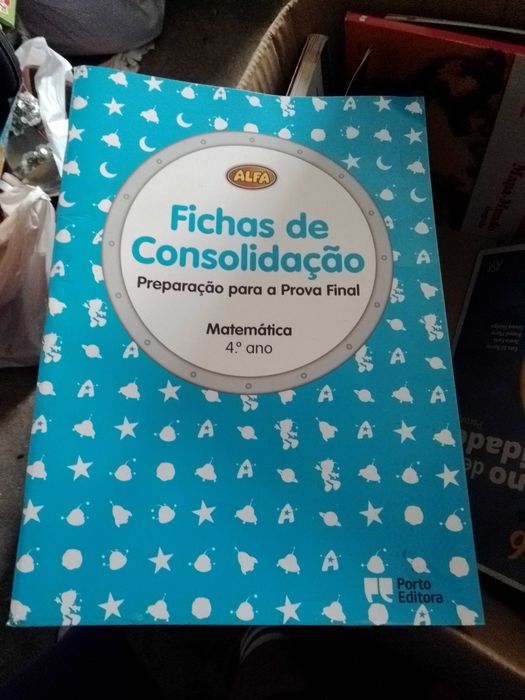 ALFA
Fichas de
Consolidação
Preparação para a Prova Final
Matemática
4.º ano
Porto
Editora